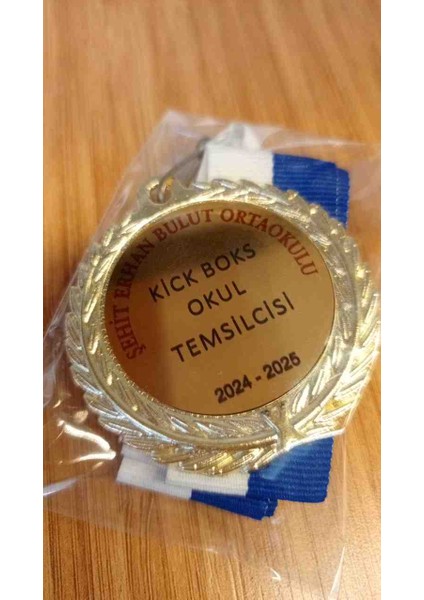 ŞEHİT ERHAN BULUT ORTAOKULU
KİCK BOKS
OKUL
TEMSİLCİSİ
2024 - 2025